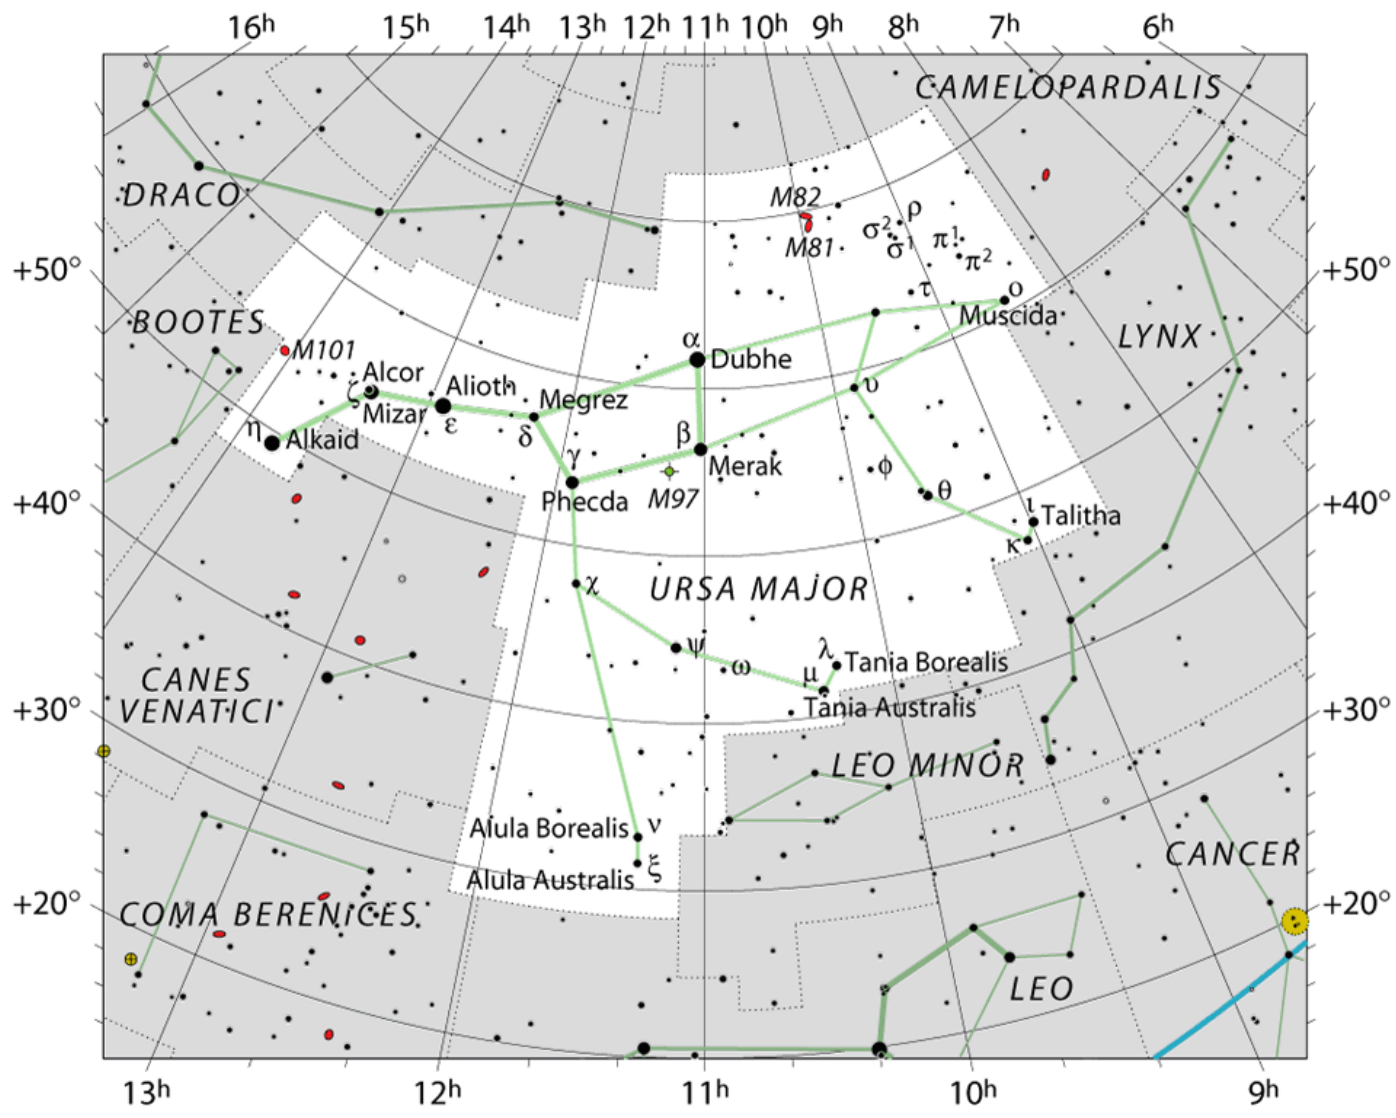 16h 15h 14h 13h 12h 11h 10h 9h 8h 7h 6h
CAMELOPARDALIS
DRACO
M82
M81
ρ
σ2
σ1
π1
π2
+50°
+50°
τ
ο
Muscida
BOOTES
LYNX
M101
α
Dubhe
Alcor
ζ
Mizar
Alioth
ε
Megrez
δ
υ
η
Alkaid
β
Merak
γ
Phecda
M97
φ
θ
+40°
+40°
ι
Talitha
κ
χ
URSA MAJOR
ψ
ω
λ
Tania Borealis
μ
Tania Australis
CANES
VENATICI
+30°
+30°
LEO MINOR
Alula Borealis
ν
Alula Australis
ξ
CANCER
+20°
+20°
COMA BERENICES
LEO
13h 12h 11h 10h 9h